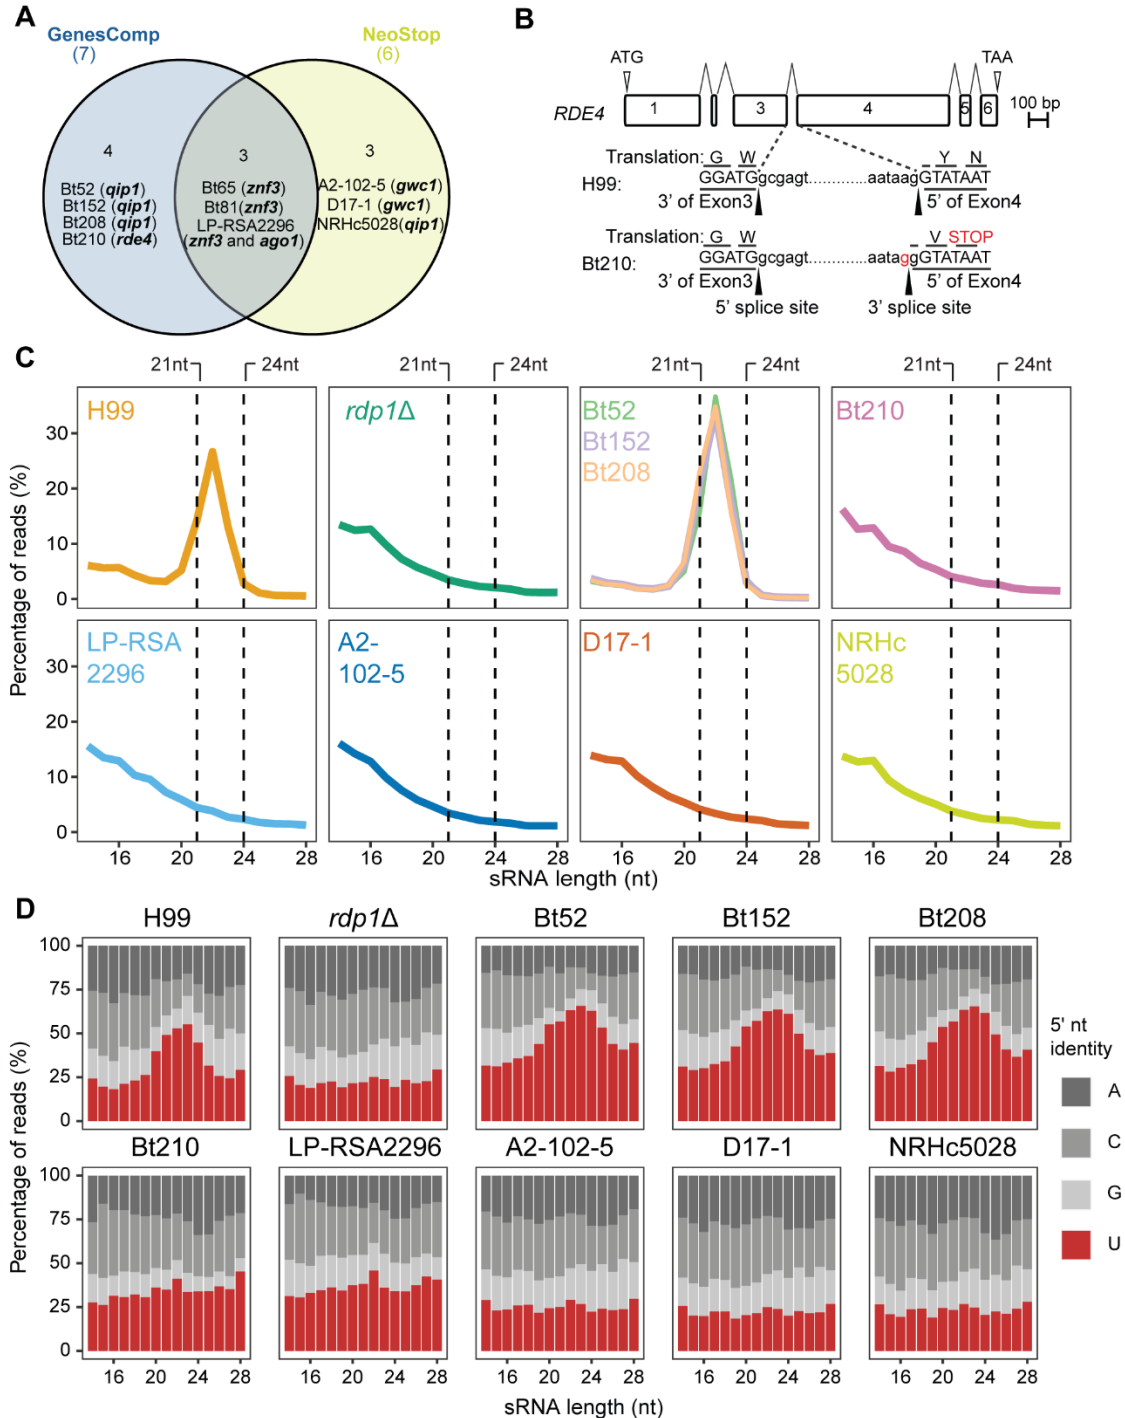 A
GenesComp
(7)
NeoStop
(6)
4
3
3
Bt52 (qip1)
Bt152 (qip1)
Bt208 (qip1)
Bt210 (rde4)
Bt65 (znf3)
Bt81(znf3)
LP-RSA2296
(znf3 and ago1)
A2-102-5 (gwc1)
D17-1 (gwc1)
NRHc5028(qip1)
B
ATG
TAA
RDE4
1
3
4
5
6
100 bp
Translation: G W
Y N
H99:
GGATGgcgagt..............aataagGTATAAT
3' of Exon3
5' of Exon4
Translation: G W
V STOP
Bt210:
GGATGgcgagt..............aataggGTATAAT
3' of Exon3
5' of Exon4
5' splice site
3' splice site
C
21nt 24nt 21nt 24nt 21nt 24nt 21nt 24nt
H99
rdp1Δ
Bt52
Bt152
Bt208
Bt210
30
20
10
0
LP-RSA
2296
A2-
102-5
D17-1
NRHc
5028
30
20
10
0
Percentage of reads (%)
16 20 24 28 16 20 24 28 16 20 24 28 16 20 24 28
sRNA length (nt)
D
H99 rdp1Δ Bt52 Bt152 Bt208
100
75
50
25
0
Bt210 LP-RSA2296 A2-102-5 D17-1 NRHc5028
100
75
50
25
0
Percentage of reads (%)
16 20 24 28 16 20 24 28 16 20 24 28 16 20 24 28 16 20 24 28
sRNA length (nt)
5' nt
identity
A
C
G
U